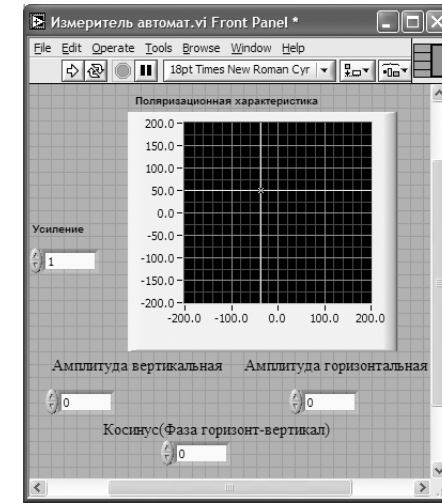 Измеритель автомат.vi Front Panel *
File Edit Operate Tools Browse Window Help
18pt Times New Roman Cyr
Поляризационная характеристика
200.0
150.0
100.0
50.0
0.0
-50.0
-100.0
-150.0
-200.0
-200.0 -100.0 0.0 100.0 200.0
Усиление
1
Амплитуда вертикальная Амплитуда горизонтальная
0 0
Косинус(Фаза горизонт-вертикал)
0